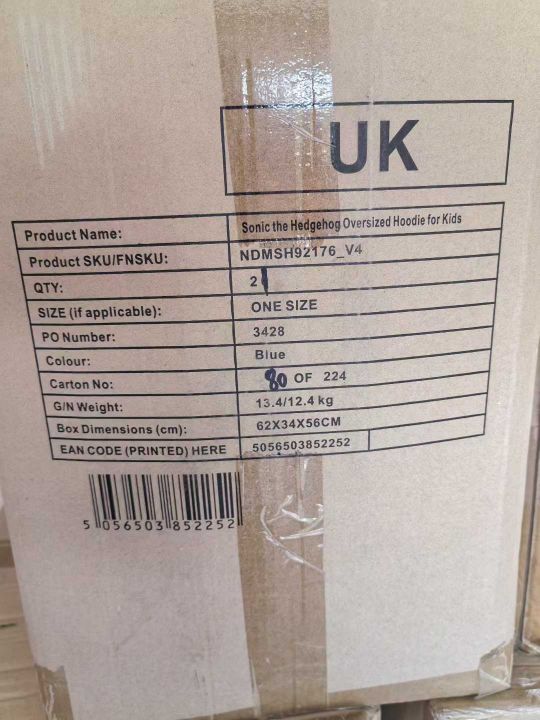 UK
Product Name: Sonic the Hedgehog Oversized Hoodie for Kids
Product SKU/FNSKU: NDMSH92176_V4
QTY: 21
SIZE (if applicable): ONE SIZE
PO Number: 3428
Colour: Blue
Carton No: 80 OF 224
G/N Weight: 13.4/12.4 kg
Box Dimensions (cm): 62X34X56CM
EAN CODE (PRINTED) HERE 5056503852252
5 056503 852252